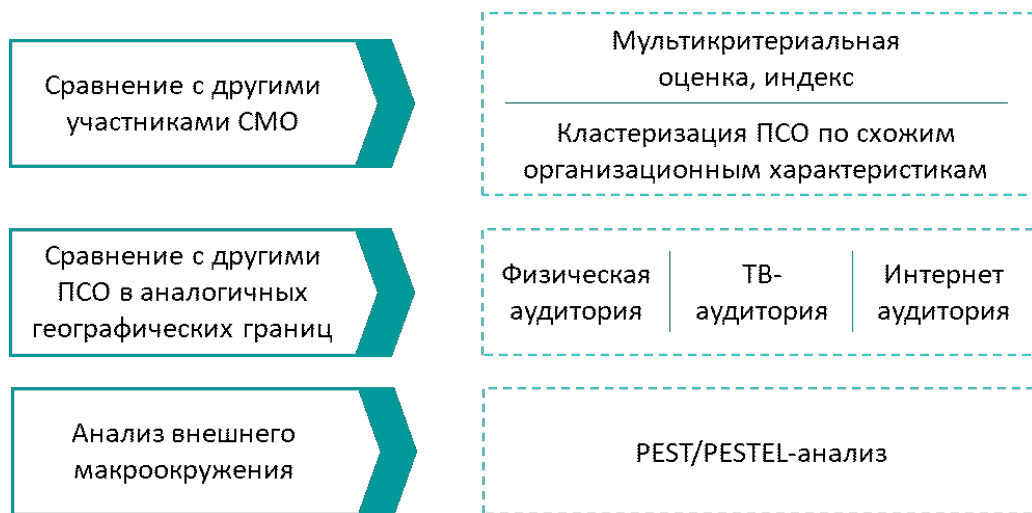 Сравнение с другими
участниками СМО
Мультикритериальная
оценка, индекс
Кластеризация ПСО по схожим
организационным характеристикам
Сравнение с другими
ПСО в аналогичных
географических границ
Физическая
аудитория
ТВ-
аудитория
Интернет
аудитория
Анализ внешнего
макроокружения
PEST/PESTEL-анализ